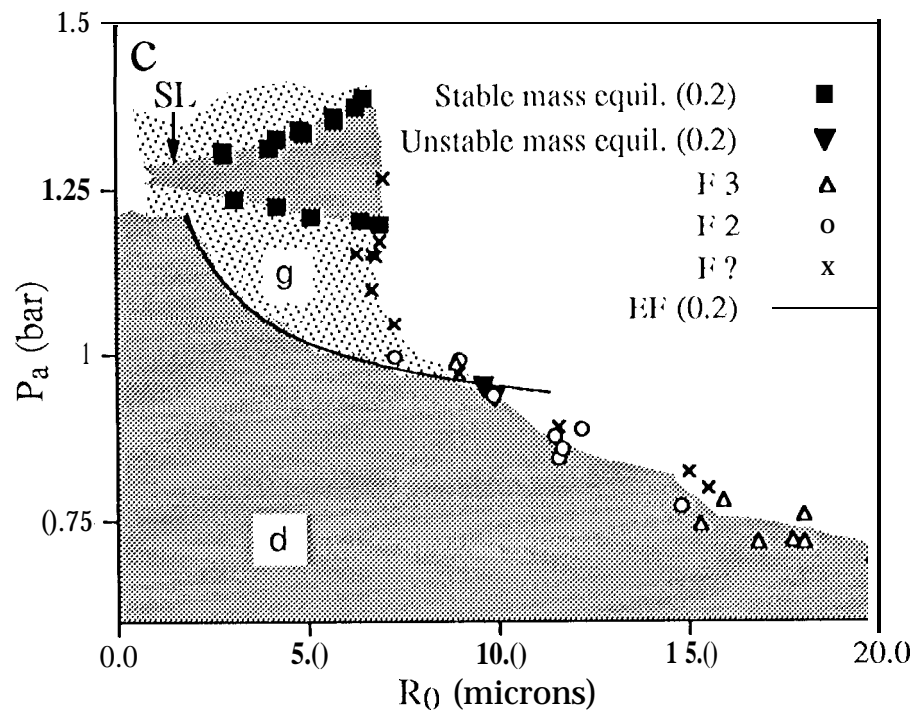 1.5
C
SL
Stable mass equil. (0.2)
Unstable mass equil. (0.2)
F 3
F 2
F ?
EF (0.2)
1.25
g
1
0.75
d
Pa (bar)
0.0
5.0
10.0
15.0
20.0
R0 (microns)